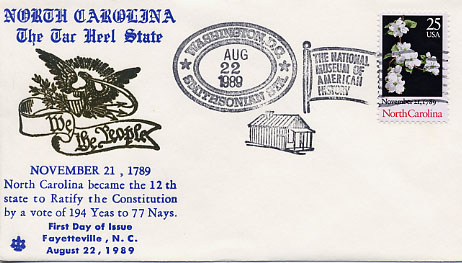 NORTH CAROLINA
The Tar Heel State
We
the People
NOVEMBER 21, 1789
North Carolina became the 12th
state to Ratify the Constitution
by a vote of 194 Yeas to 77 Nays.
First Day of Issue
Fayetteville, N. C.
August 22, 1989
WASHINGTON, D.C.
AUG
22
1989
SMITHSONIAN STA.
THE NATIONAL
MUSEUM OF
AMERICAN
HISTORY
25
USA
November 21, 1789
North Carolina